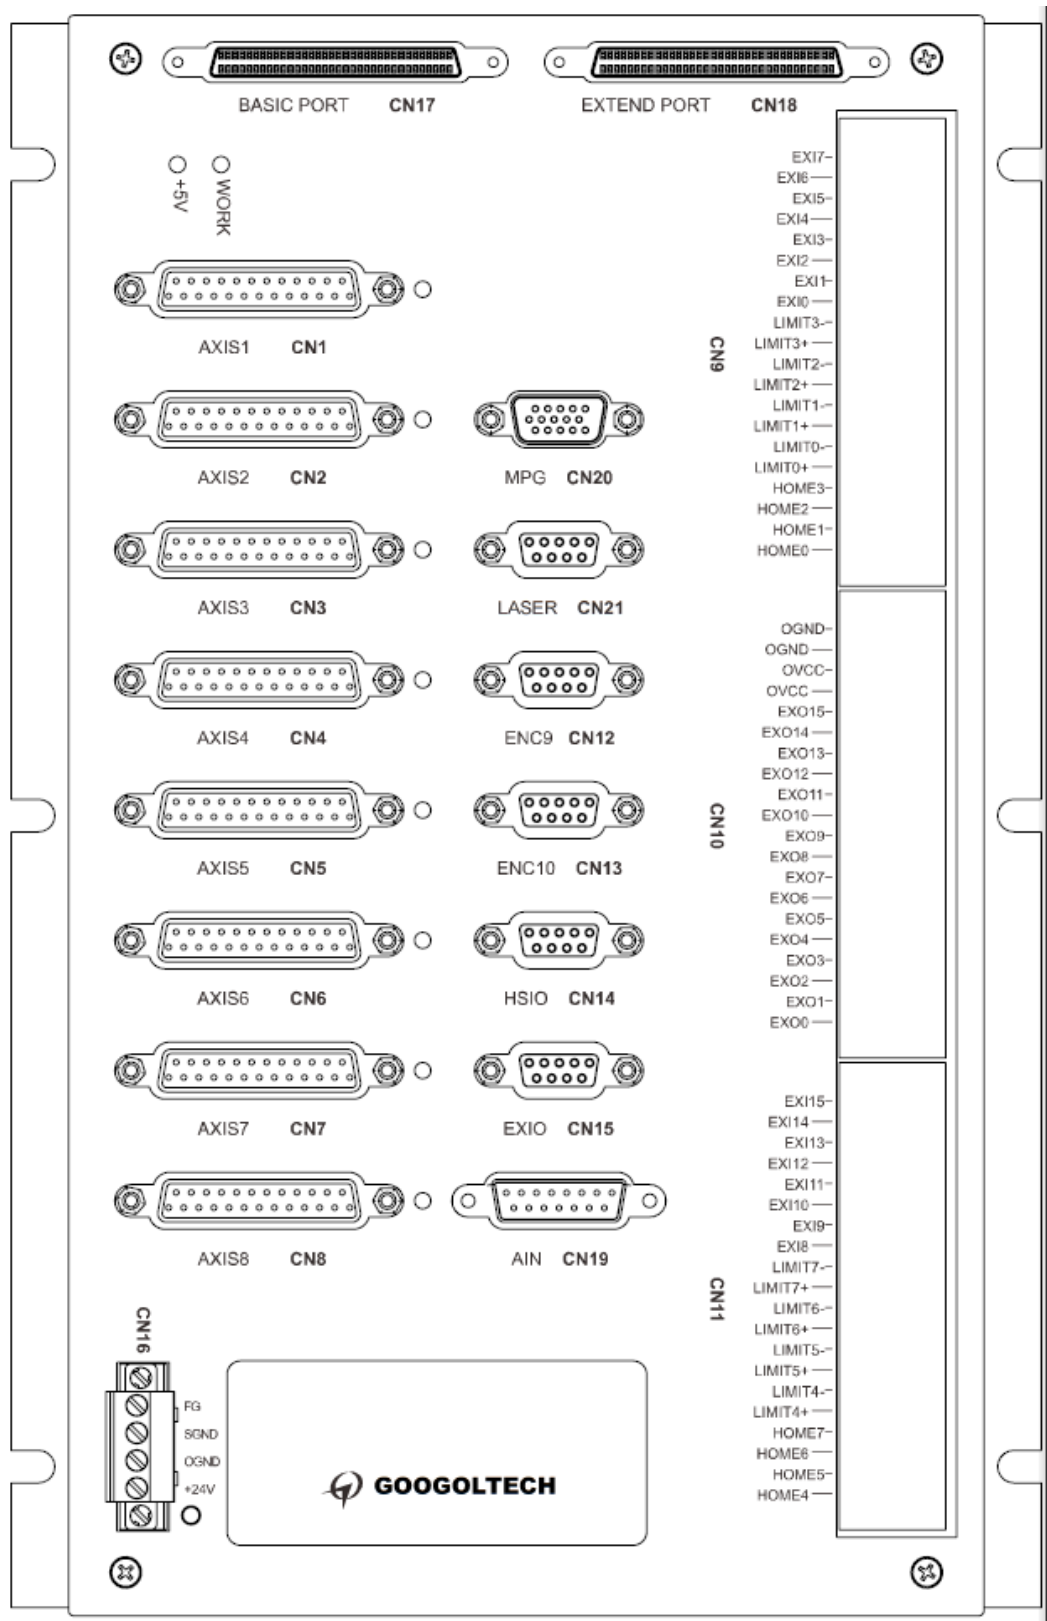 BASIC PORT CN17
EXTEND PORT CN18
+5V
WORK
AXIS1 CN1
AXIS2 CN2
AXIS3 CN3
AXIS4 CN4
AXIS5 CN5
AXIS6 CN6
AXIS7 CN7
AXIS8 CN8
MPG CN20
LASER CN21
ENC9 CN12
ENC10 CN13
HSIO CN14
EXIO CN15
AIN CN19
CN9
EXI7
EXI6
EXI5
EXI4
EXI3
EXI2
EXI1
EXI0
LIMIT3-
LIMIT3+
LIMIT2-
LIMIT2+
LIMIT1-
LIMIT1+
LIMIT0-
LIMIT0+
HOME3
HOME2
HOME1
HOME0
CN10
OGND
OGND
OVCC
OVCC
EXO15
EXO14
EXO13
EXO12
EXO11
EXO10
EXO9
EXO8
EXO7
EXO6
EXO5
EXO4
EXO3
EXO2
EXO1
EXO0
CN11
EXI15
EXI14
EXI13
EXI12
EXI11
EXI10
EXI9
EXI8
LIMIT7-
LIMIT7+
LIMIT6-
LIMIT6+
LIMIT5-
LIMIT5+
LIMIT4-
LIMIT4+
HOME7
HOME6
HOME5
HOME4
CN16
FG
SGND
OGND
+24V
GOOGOLTECH